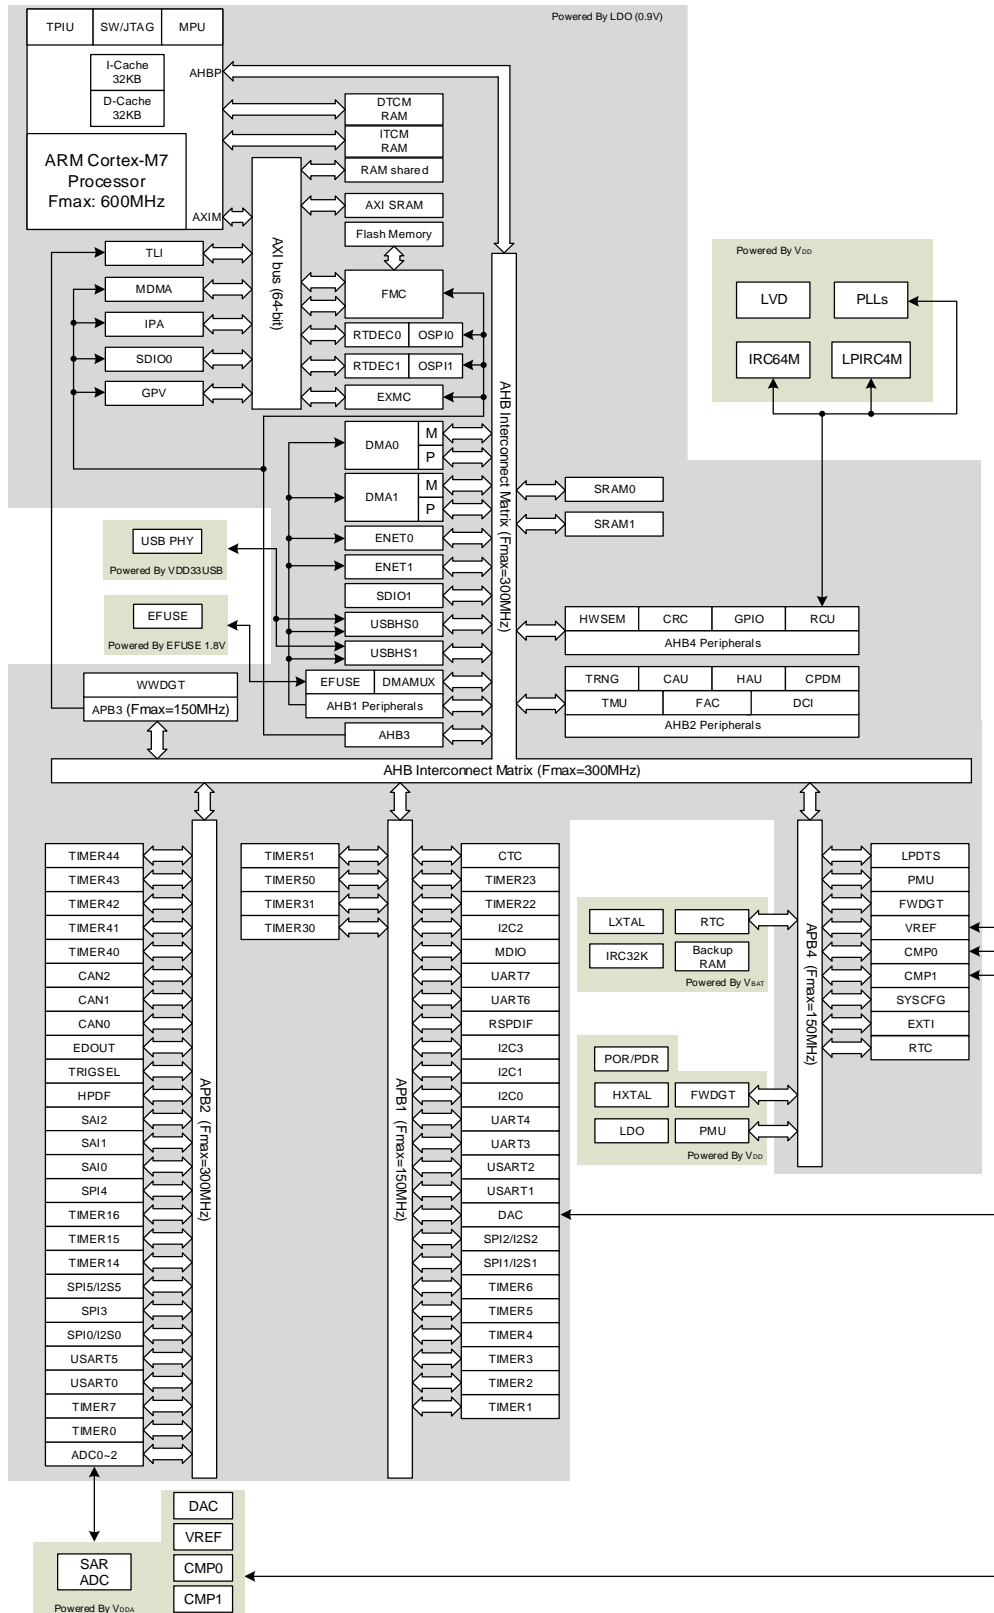 Powered By LDO (0.9V)
TPIU
SW/JTAG
MPU
I-Cache
32KB
D-Cache
32KB
AHBP
ARM Cortex-M7
Processor
Fmax: 600MHz
AXIM
DTCM
RAM
ITCM
RAM
RAM shared
AXI SRAM
Flash Memory
AXI bus (64-bit)
TLI
MDMA
IPA
SDIO0
GPV
FMC
RTDEC0
OSPI0
RTDEC1
OSPI1
EXMC
AHB Interconnect Matrix (Fmax=300MHz)
Powered By VDD
LVD
PLLs
IRC64M
LPIRC4M
DMA0
M
P
DMA1
M
P
ENET0
ENET1
SDIO1
USBHS0
USBHS1
EFUSE
DMAMUX
AHB1 Peripherals
AHB3
SRAM0
SRAM1
USB PHY
Powered By VDD33USB
EFUSE
Powered By EFUSE 1.8V
HWSEM
CRC
GPIO
RCU
AHB4 Peripherals
TRNG
CAU
HAU
CPDM
TMU
FAC
DCI
AHB2 Peripherals
WWDGT
APB3 (Fmax=150MHz)
AHB Interconnect Matrix (Fmax=300MHz)
TIMER44
TIMER43
TIMER42
TIMER41
TIMER40
CAN2
CAN1
CAN0
EDOUT
TRIGSEL
HPDF
SAI2
SAI1
SAI0
SPI4
TIMER16
TIMER15
TIMER14
SPI5/I2S5
SPI3
SPI0/I2S0
USART5
USART0
TIMER7
TIMER0
ADC0~2
APB2 (Fmax=300MHz)
TIMER51
TIMER50
TIMER31
TIMER30
APB1 (Fmax=150MHz)
CTC
TIMER23
TIMER22
I2C2
MDIO
UART7
UART6
RSPDIF
I2C3
I2C1
I2C0
UART4
UART3
USART2
USART1
DAC
SPI2/I2S2
SPI1/I2S1
TIMER6
TIMER5
TIMER4
TIMER3
TIMER2
TIMER1
LXTAL
RTC
IRC32K
Backup
RAM
Powered By VBAT
POR/PDR
HXTAL
FWDGT
LDO
PMU
Powered By VDD
APB4 (Fmax=150MHz)
LPDTS
PMU
FWDGT
VREF
CMP0
CMP1
SYSCFG
EXTI
RTC
DAC
VREF
CMP0
CMP1
SAR
ADC
Powered By VDDA